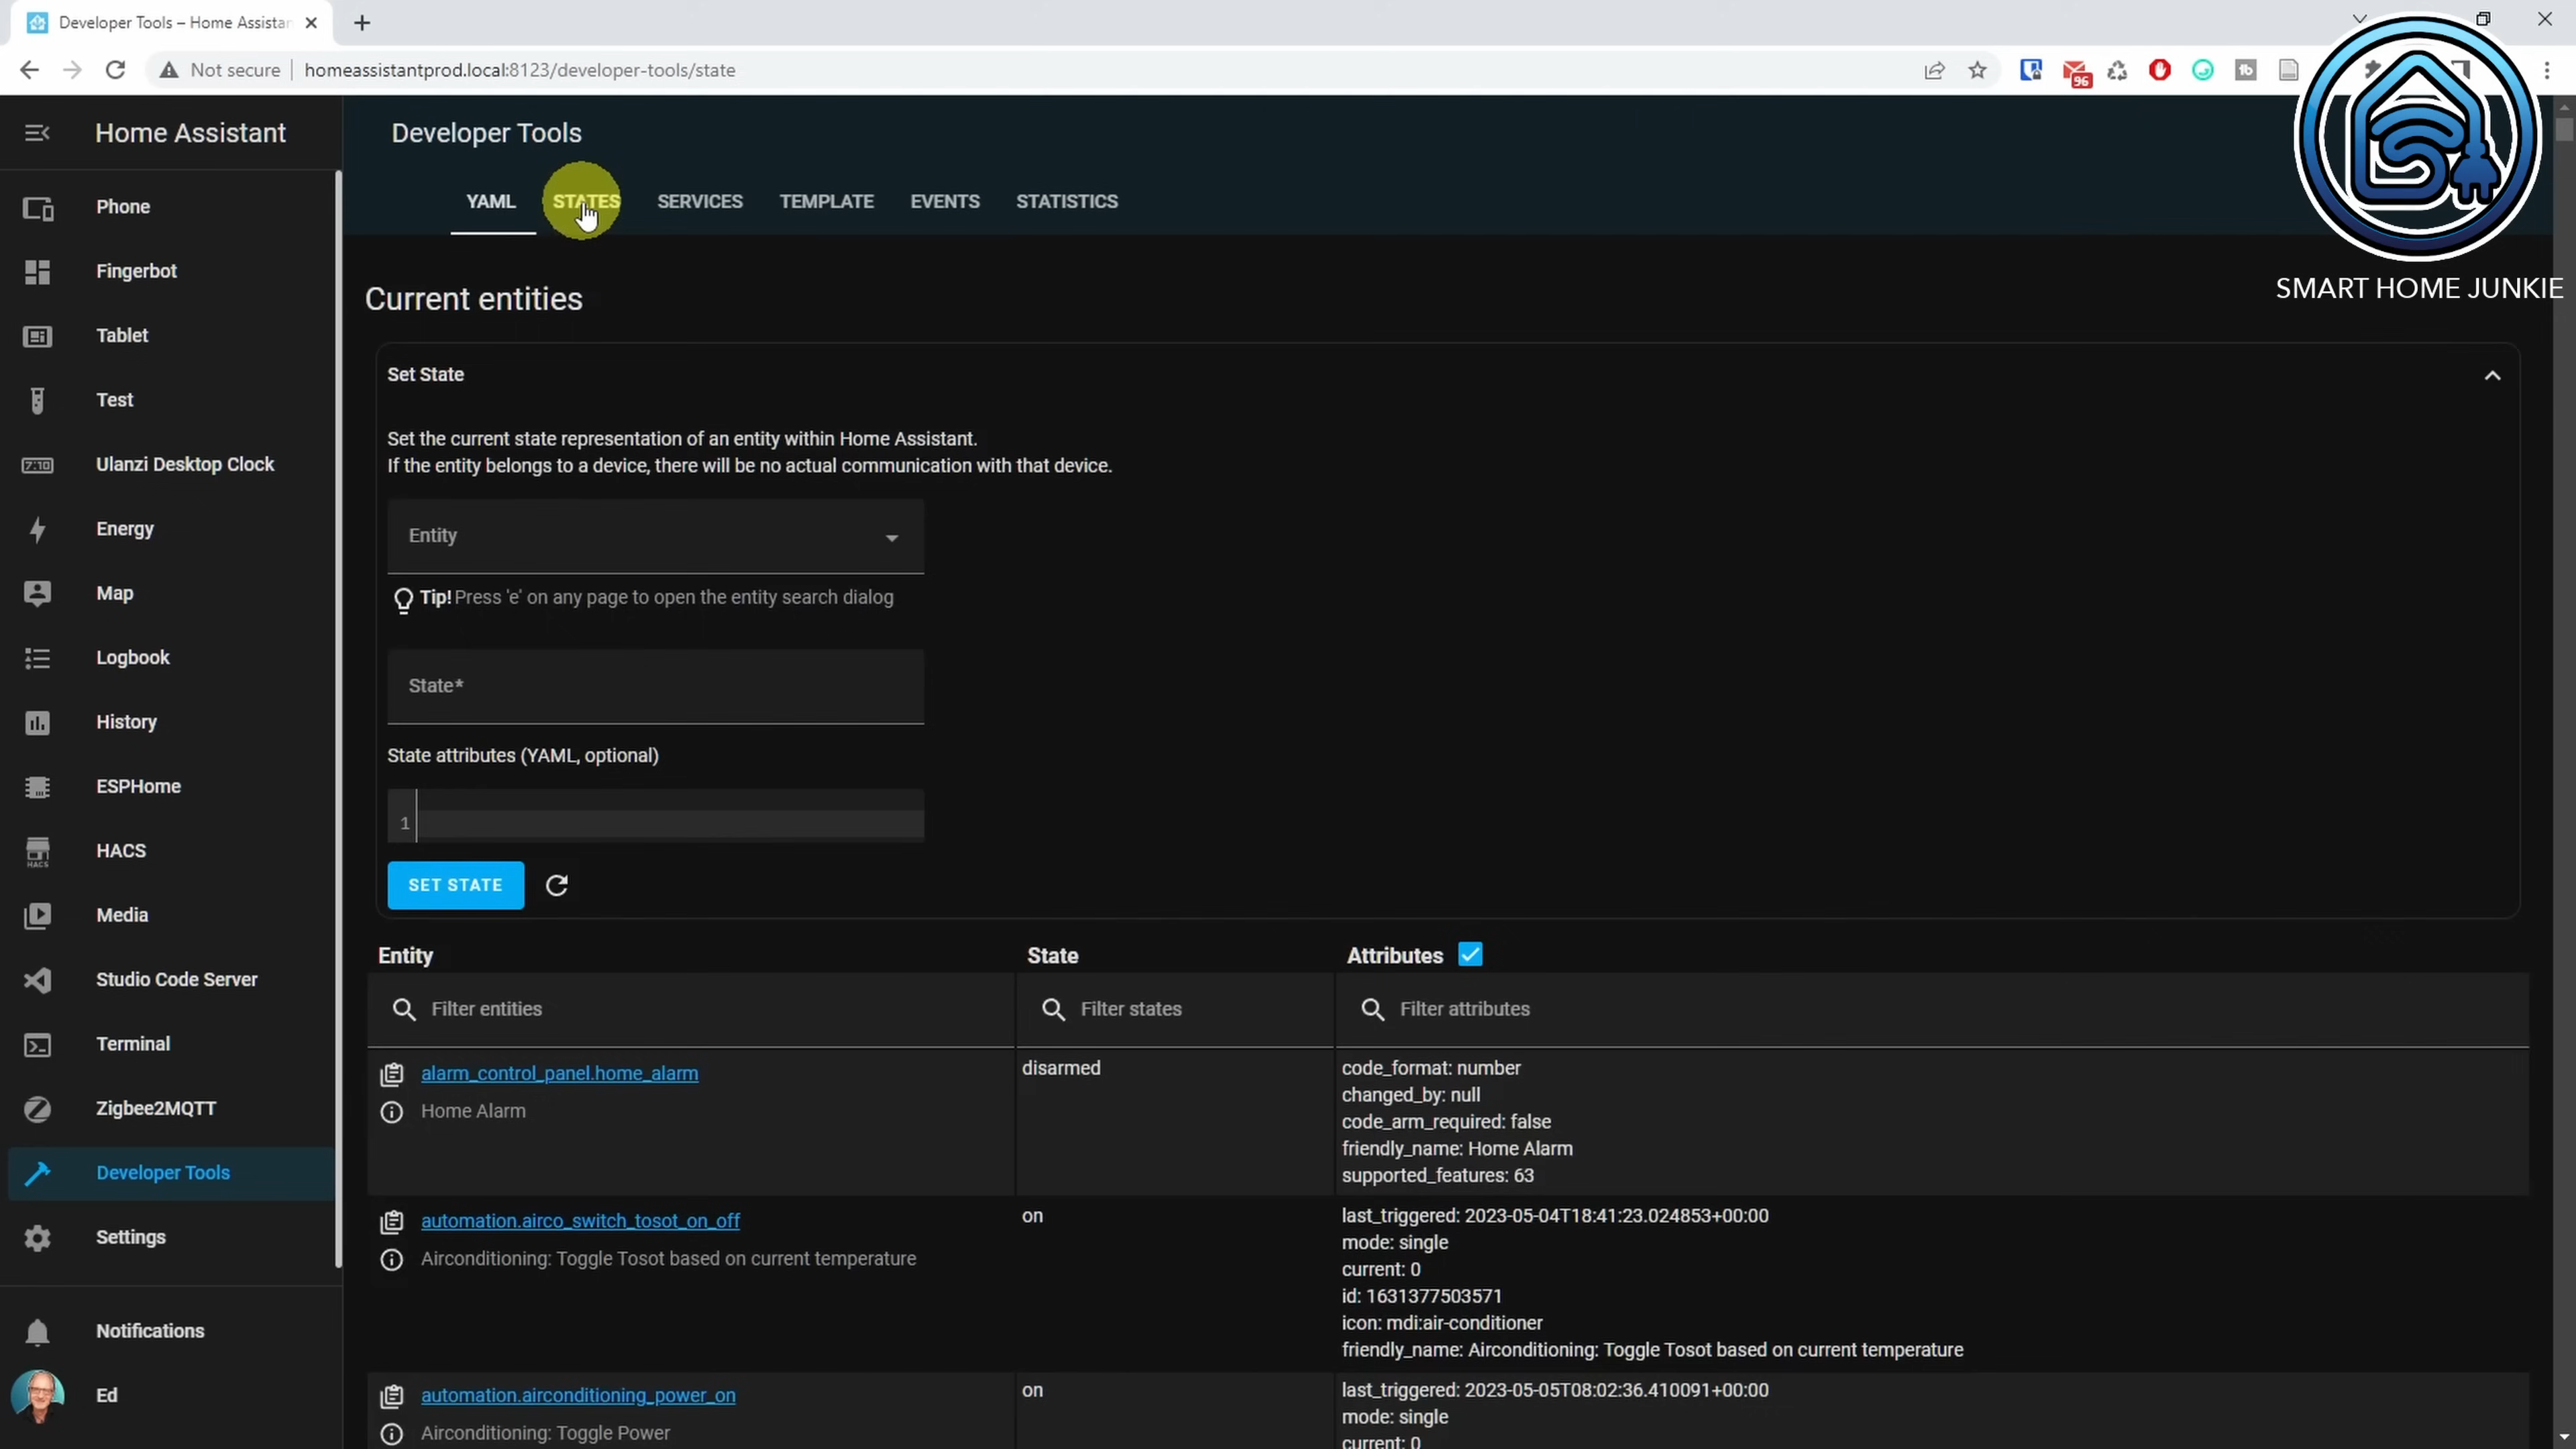 Developer Tools – Home Assistan
Not secure
homeassistantprod.local:8123/developer-tools/state
96
Home Assistant
Phone
Fingerbot
Tablet
Test
7:10
Ulanzi Desktop Clock
Energy
Map
Logbook
History
ESPHome
HACS
HACS
Media
Studio Code Server
Terminal
Zigbee2MQTT
Developer Tools
Settings
Notifications
Ed
Developer Tools
YAML
STATES
SERVICES
TEMPLATE
EVENTS
STATISTICS
SMART HOME JUNKIE
Current entities
Set State
Set the current state representation of an entity within Home Assistant.
If the entity belongs to a device, there will be no actual communication with that device.
Entity
Tip! Press 'e' on any page to open the entity search dialog
State*
State attributes (YAML, optional)
1
SET STATE
Entity
State
Attributes
Filter entities
Filter states
Filter attributes
alarm_control_panel.home_alarm
Home Alarm
disarmed
code_format: number
changed_by: null
code_arm_required: false
friendly_name: Home Alarm
supported_features: 63
automation.airco_switch_tosot_on_off
Airconditioning: Toggle Tosot based on current temperature
on
last_triggered: 2023-05-04T18:41:23.024853+00:00
mode: single
current: 0
id: 1631377503571
icon: mdi:air-conditioner
friendly_name: Airconditioning: Toggle Tosot based on current temperature
automation.airconditioning_power_on
Airconditioning: Toggle Power
on
last_triggered: 2023-05-05T08:02:36.410091+00:00
mode: single
current: 0